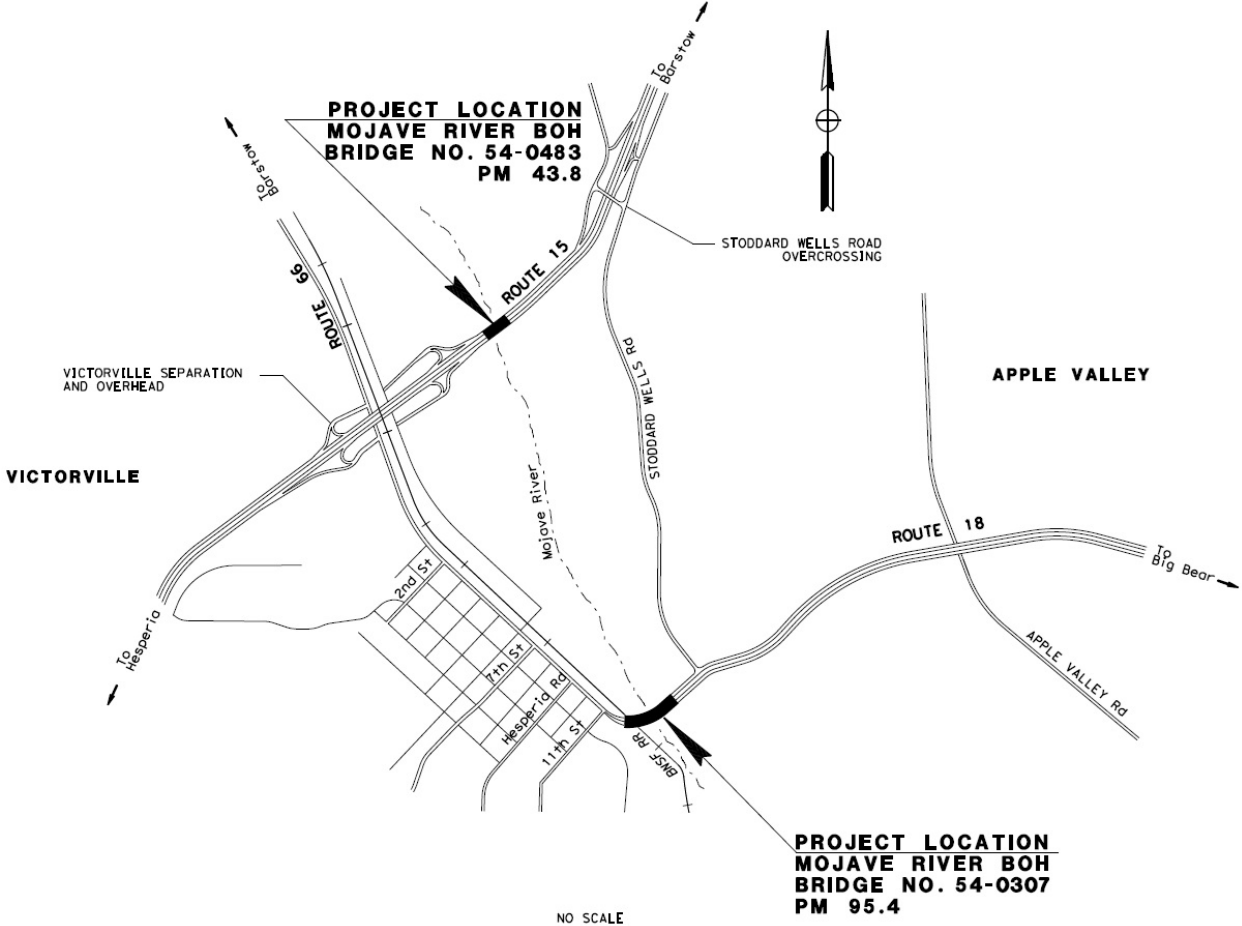 To
Barstow
PROJECT LOCATION
MOJAVE RIVER BOH
BRIDGE NO. 54-0483
PM 43.8
To
Barstow
STODDARD WELLS ROAD
OVERCROSSING
ROUTE 15
ROUTE 66
VICTORVILLE SEPARATION
AND OVERHEAD
STODDARD WELLS Rd
APPLE VALLEY
VICTORVILLE
Mojave River
ROUTE 18
To
Big Bear
2nd St
To
Hesperia
7th St
Hesperia Rd
11th St
APPLE VALLEY Rd
BNSF RR
PROJECT LOCATION
MOJAVE RIVER BOH
BRIDGE NO. 54-0307
PM 95.4
NO SCALE